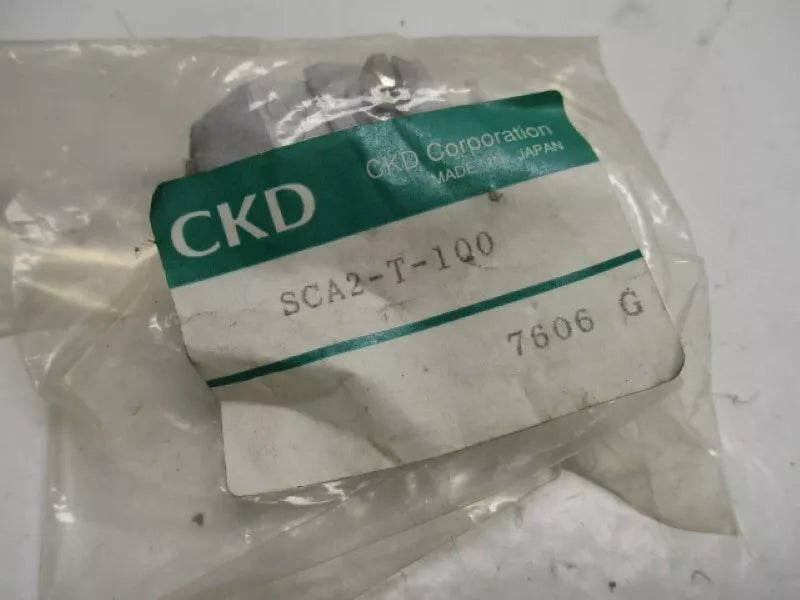 CKD
CKD Corporation
MADE IN JAPAN
SCA2-T-100
7606 G